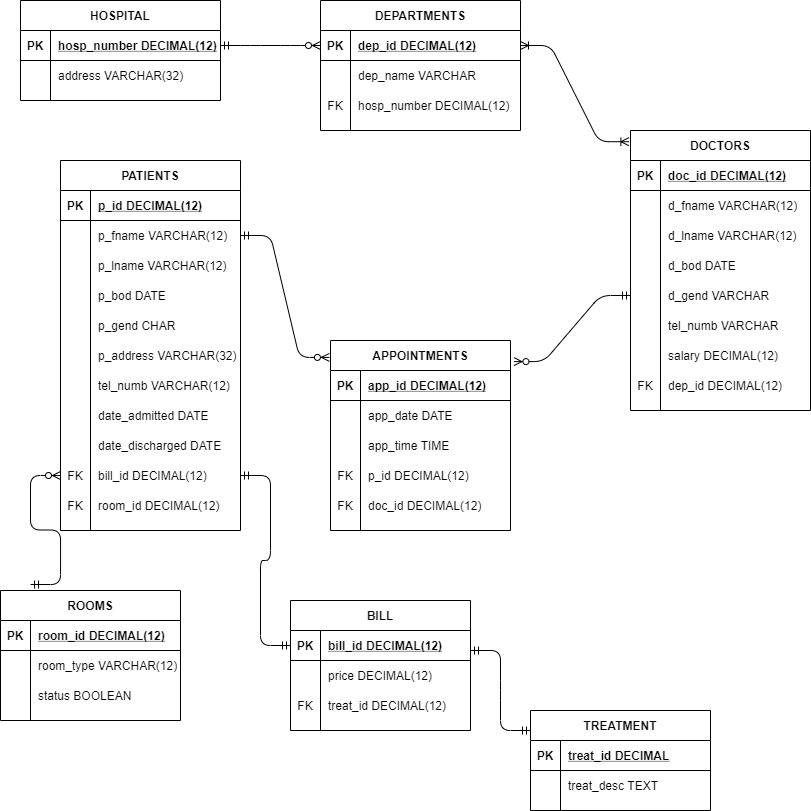 HOSPITAL
PK hosp_number DECIMAL(12)
address VARCHAR(32)
DEPARTMENTS
PK dep_id DECIMAL(12)
dep_name VARCHAR
FK hosp_number DECIMAL(12)
DOCTORS
PK doc_id DECIMAL(12)
d_fname VARCHAR(12)
d_lname VARCHAR(12)
d_bod DATE
d_gend VARCHAR
tel_numb VARCHAR
salary DECIMAL(12)
FK dep_id DECIMAL(12)
PATIENTS
PK p_id DECIMAL(12)
p_fname VARCHAR(12)
p_lname VARCHAR(12)
p_bod DATE
p_gend CHAR
p_address VARCHAR(32)
tel_numb VARCHAR(12)
date_admitted DATE
date_discharged DATE
FK bill_id DECIMAL(12)
FK room_id DECIMAL(12)
APPOINTMENTS
PK app_id DECIMAL(12)
app_date DATE
app_time TIME
FK p_id DECIMAL(12)
FK doc_id DECIMAL(12)
ROOMS
PK room_id DECIMAL(12)
room_type VARCHAR(12)
status BOOLEAN
BILL
PK bill_id DECIMAL(12)
price DECIMAL(12)
FK treat_id DECIMAL(12)
TREATMENT
PK treat_id DECIMAL
treat_desc TEXT